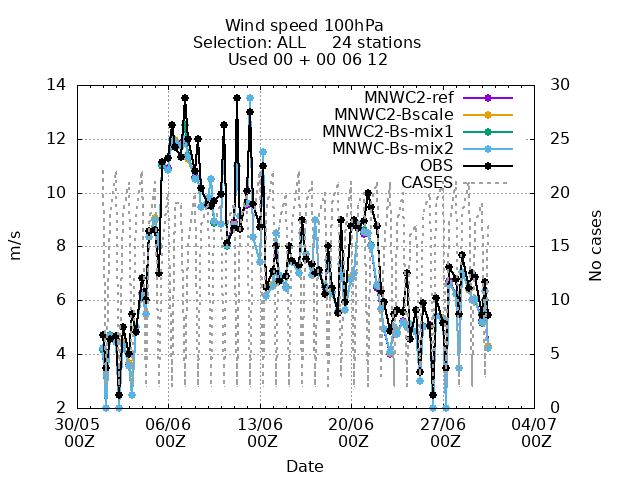 Wind speed 100hPa
Selection: ALL 24 stations
Used 00 + 00 06 12
MNWC2-ref
MNWC2-Bscale
MNWC2-Bs-mix1
MNWC-Bs-mix2
OBS
CASES
14
12
10
8
6
4
2
30
25
20
15
10
5
0
m/s
No cases
30/05 06/06 13/06 20/06 27/06 04/07
00Z 00Z 00Z 00Z 00Z 00Z
Date